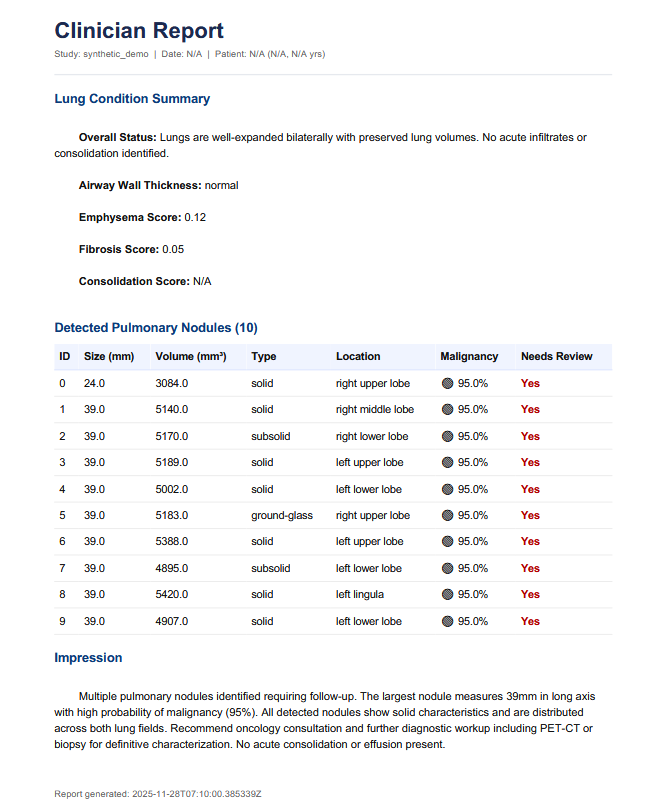 Clinician Report
Study: synthetic_demo | Date: N/A | Patient: N/A (N/A, N/A yrs)
Lung Condition Summary
Overall Status: Lungs are well-expanded bilaterally with preserved lung volumes. No acute infiltrates or
consolidation identified.
Airway Wall Thickness: normal
Emphysema Score: 0.12
Fibrosis Score: 0.05
Consolidation Score: N/A
Detected Pulmonary Nodules (10)
ID Size (mm) Volume (mm³) Type Location Malignancy Needs Review
0 24.0 3084.0 solid right upper lobe 95.0% Yes
1 39.0 5140.0 solid right middle lobe 95.0% Yes
2 39.0 5170.0 subsolid right lower lobe 95.0% Yes
3 39.0 5189.0 solid left upper lobe 95.0% Yes
4 39.0 5002.0 solid left lower lobe 95.0% Yes
5 39.0 5183.0 ground-glass right upper lobe 95.0% Yes
6 39.0 5388.0 solid left upper lobe 95.0% Yes
7 39.0 4895.0 subsolid left lower lobe 95.0% Yes
8 39.0 5420.0 solid left lingula 95.0% Yes
9 39.0 4907.0 solid left lower lobe 95.0% Yes
Impression
Multiple pulmonary nodules identified requiring follow-up. The largest nodule measures 39mm in long axis
with high probability of malignancy (95%). All detected nodules show solid characteristics and are distributed
across both lung fields. Recommend oncology consultation and further diagnostic workup including PET-CT or
biopsy for definitive characterization. No acute consolidation or effusion present.
Report generated: 2025-11-28T07:10:00.385339Z